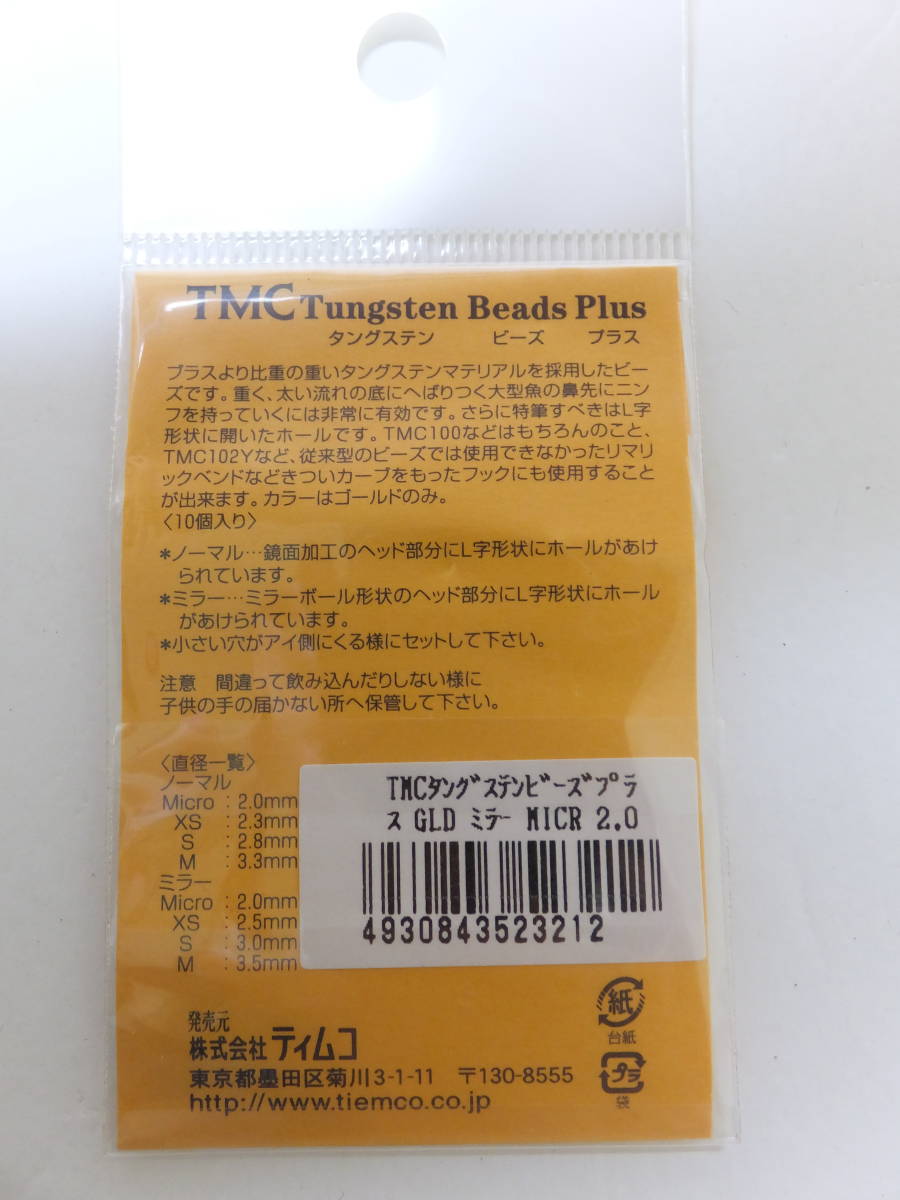 TMC Tungsten Beads Plus
タングステン ビーズ プラス
ブラスより比重の重いタングステンマテリアルを採用したビー
ズです。重く、太い流れの底にへばりつく大型魚の鼻先にニン
フを持っていくには非常に有効です。さらに特筆すべきはL字
形状に開いたホールです。TMC100などはもちろんのこと、
TMC102Yなど、従来型のビーズでは使用できなかったリマリ
ックベンドなどきついカーブをもったフックにも使用すること
が出来ます。カラーはゴールドのみ。
〈10個入り〉
*ノーマル…鏡面加工のヘッド部分にL字形状にホールがあけ
られています。
*ミラー…ミラーボール形状のヘッド部分にL字形状にホール
があけられています。
*小さい穴がアイ側にくる様にセットして下さい。
注意 間違って飲み込んだりしない様に
子供の手の届かない所へ保管して下さい。
〈直径一覧〉
ノーマル
Micro : 2.0mm
XS : 2.3mm
S : 2.8mm
M : 3.3mm
ミラー
Micro : 2.0mm
XS : 2.5mm
S : 3.0mm
M : 3.5mm
TMCﾀﾝｸﾞｽﾃﾝﾋﾞｰｽﾞﾌﾟﾗ
ｽ GLD ﾐﾗｰ MICR 2.0
4930843523212
発売元
株式会社 ティムコ
東京都墨田区菊川3-1-11 〒130-8555
http://www.tiemco.co.jp
紙
台紙
プラ
袋